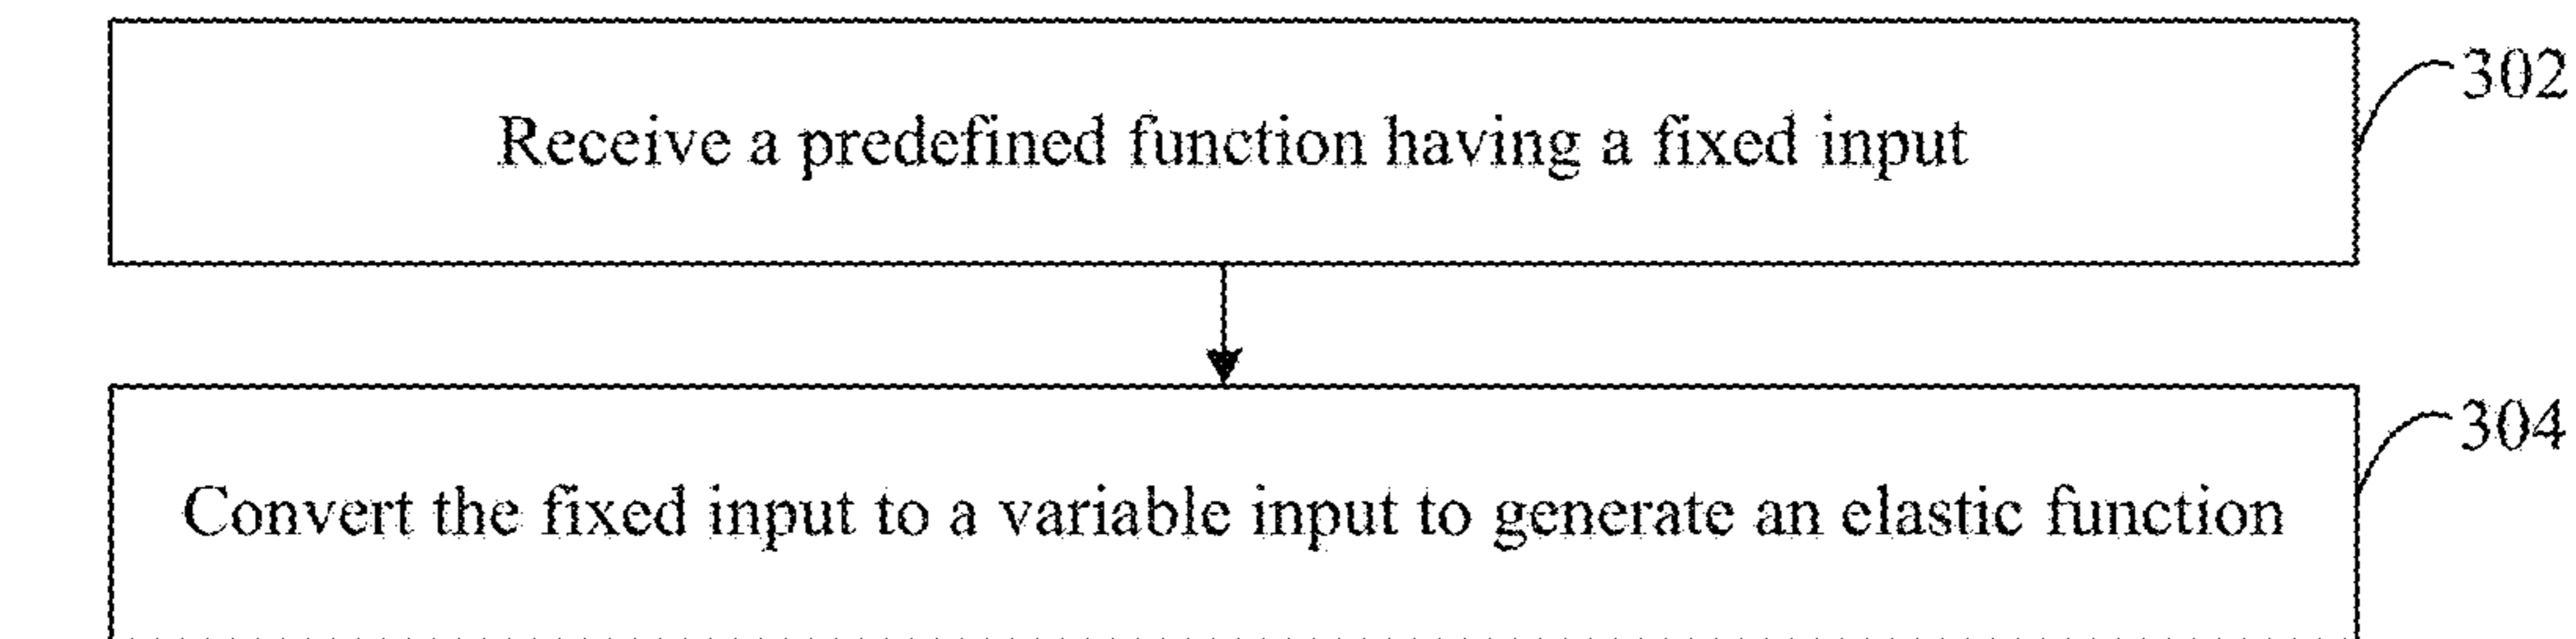 302
Receive a predefined function having a fixed input
304
Convert the fixed input to a variable input to generate an elastic function